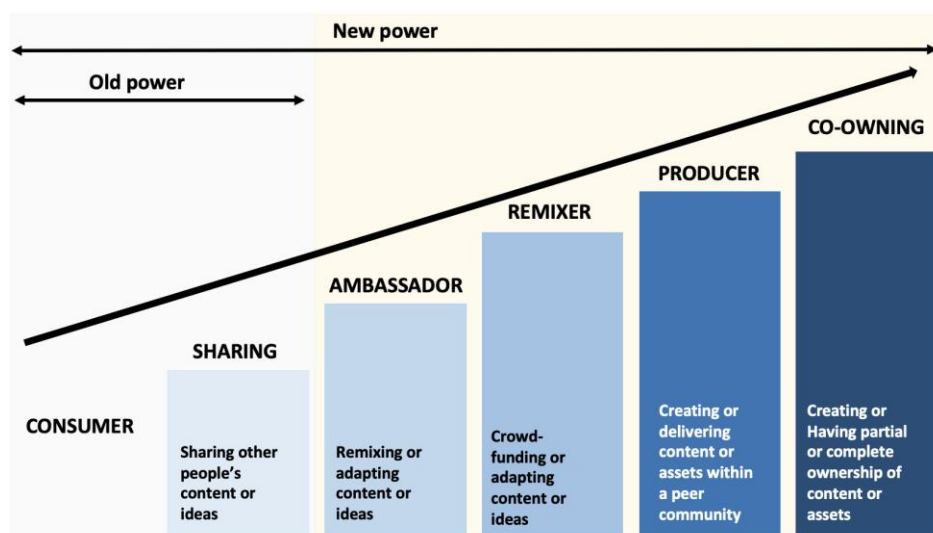 New power
Old power
CO-OWNING
PRODUCER
REMIXER
AMBASSADOR
SHARING
CONSUMER
Sharing other
people's
content or
ideas
Remixing or
adapting
content or
ideas
Crowd-
funding or
adapting
content or
ideas
Creating or
delivering
content or
assets within
a peer
community
Creating or
Having partial
or complete
ownership of
content or
assets